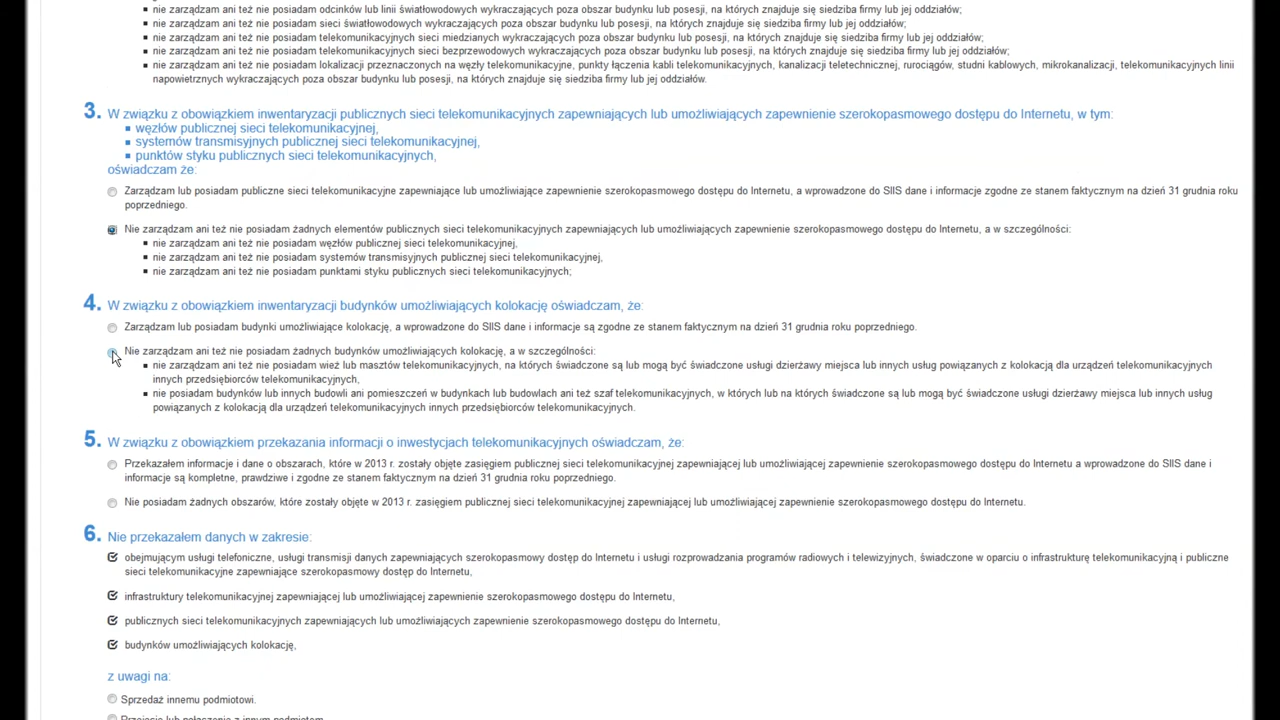 nie zarządzam ani też nie posiadam odcinków lub linii światłowodowych wykraczających poza obszar budynku lub posesji, na których znajduje się siedziba firmy lub jej oddziałów;
nie zarządzam ani też nie posiadam sieci światłowodowych wykraczających poza obszar budynku lub posesji, na których znajduje się siedziba firmy lub jej oddziałów;
nie zarządzam ani też nie posiadam telekomunikacyjnych sieci miedzianych wykraczających poza obszar budynku lub posesji, na których znajduje się siedziba firmy lub jej oddziałów;
nie zarządzam ani też nie posiadam telekomunikacyjnych sieci bezprzewodowych wykraczających poza obszar budynku lub posesji, na których znajduje się siedziba firmy lub jej oddziałów;
nie zarządzam ani też nie posiadam lokalizacji przeznaczonych na węzły telekomunikacyjne, punkty łączenia kabli telekomunikacyjnych, kanalizacji teletechnicznej, rurociągów, studni kablowych, mikrokanalizacji, telekomunikacyjnych linii
napowietrznych wykraczających poza obszar budynku lub posesji, na których znajduje się siedziba firmy lub jej oddziałów.
3. W związku z obowiązkiem inwentaryzacji publicznych sieci telekomunikacyjnych zapewniających lub umożliwiających zapewnienie szerokopasmowego dostępu do Internetu, w tym:
węzłów publicznej sieci telekomunikacyjnej,
systemów transmisyjnych publicznej sieci telekomunikacyjnej,
punktów styku publicznych sieci telekomunikacyjnych,
oświadczam że:
Zarządzam lub posiadam publiczne sieci telekomunikacyjne zapewniające lub umożliwiające zapewnienie szerokopasmowego dostępu do Internetu, a wprowadzone do SIIS dane i informacje zgodne ze stanem faktycznym na dzień 31 grudnia roku
poprzedniego.
Nie zarządzam ani też nie posiadam żadnych elementów publicznych sieci telekomunikacyjnych zapewniających lub umożliwiających zapewnienie szerokopasmowego dostępu do Internetu, a w szczególności:
nie zarządzam ani też nie posiadam węzłów publicznej sieci telekomunikacyjnej,
nie zarządzam ani też nie posiadam systemów transmisyjnych publicznej sieci telekomunikacyjnej,
nie zarządzam ani też nie posiadam punktami styku publicznych sieci telekomunikacyjnych;
4. W związku z obowiązkiem inwentaryzacji budynków umożliwiających kolokację oświadczam, że:
Zarządzam lub posiadam budynki umożliwiające kolokację, a wprowadzone do SIIS dane i informacje są zgodne ze stanem faktycznym na dzień 31 grudnia roku poprzedniego.
Nie zarządzam ani też nie posiadam żadnych budynków umożliwiających kolokację, a w szczególności:
nie zarządzam ani też nie posiadam wież lub masztów telekomunikacyjnych, na których świadczone są lub mogą być świadczone usługi dzierżawy miejsca lub innych usług powiązanych z kolokacją dla urządzeń telekomunikacyjnych
innych przedsiębiorców telekomunikacyjnych,
nie posiadam budynków lub innych budowli ani pomieszczeń w budynkach lub budowlach ani też szaf telekomunikacyjnych, w których lub na których świadczone są lub mogą być świadczone usługi dzierżawy miejsca lub innych usług
powiązanych z kolokacją dla urządzeń telekomunikacyjnych innych przedsiębiorców telekomunikacyjnych.
5. W związku z obowiązkiem przekazania informacji o inwestycjach telekomunikacyjnych oświadczam, że:
Przekazałem informacje i dane o obszarach, które w 2013 r. zostały objęte zasięgiem publicznej sieci telekomunikacyjnej zapewniającej lub umożliwiającej zapewnienie szerokopasmowego dostępu do Internetu a wprowadzone do SIIS dane i
informacje są kompletne, prawdziwe i zgodne ze stanem faktycznym na dzień 31 grudnia roku poprzedniego.
Nie posiadam żadnych obszarów, które zostały objęte w 2013 r. zasięgiem publicznej sieci telekomunikacyjnej zapewniającej lub umożliwiającej zapewnienie szerokopasmowego dostępu do Internetu.
6. Nie przekazałem danych w zakresie:
obejmującym usługi telefoniczne, usługi transmisji danych zapewniających szerokopasmowy dostęp do Internetu i usługi rozprowadzania programów radiowych i telewizyjnych, świadczone w oparciu o infrastrukturę telekomunikacyjną i publiczne
sieci telekomunikacyjne zapewniające szerokopasmowy dostęp do Internetu,
infrastruktury telekomunikacyjnej zapewniającej lub umożliwiającej zapewnienie szerokopasmowego dostępu do Internetu,
publicznych sieci telekomunikacyjnych zapewniających lub umożliwiających zapewnienie szerokopasmowego dostępu do Internetu,
budynków umożliwiających kolokację,
z uwagi na:
Sprzedaż innemu podmiotowi.
Przejęcie lub połączenie z innym podmiotem